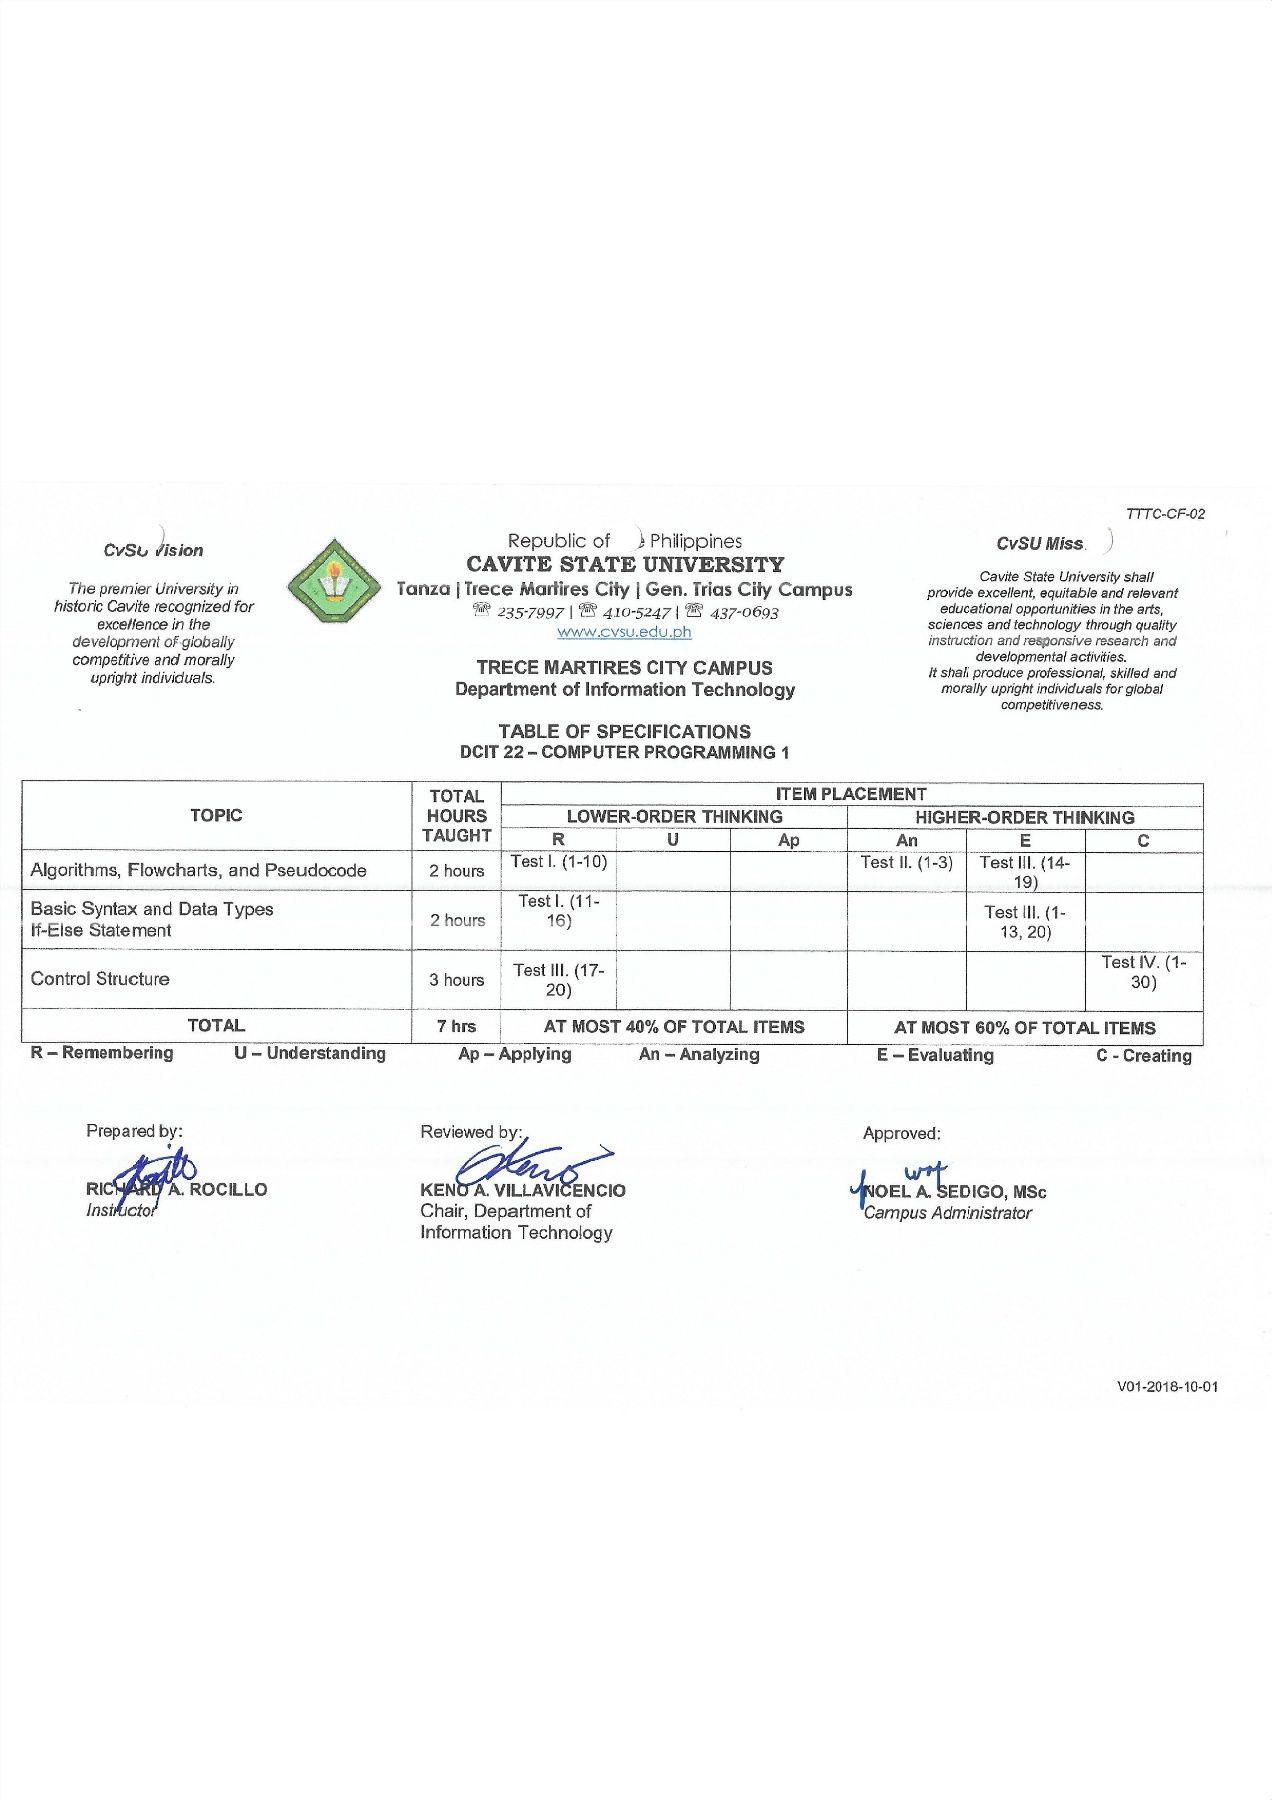 TTTC-CF-02
CvSU Vision
The premier University in
historic Cavite recognized for
excellence in the
development of globally
competitive and morally
upright individuals.
Republic of Philippines
CAVITE STATE UNIVERSITY
Tanza | Trece Martires City | Gen. Trias City Campus
☏ 235-7997 | ☏ 410-5247 | ☏ 437-0693
www.cvsu.edu.ph
TRECE MARTIRES CITY CAMPUS
Department of Information Technology
CvSU Miss
Cavite State University shall
provide excellent, equitable and relevant
educational opportunities in the arts,
sciences and technology through quality
instruction and responsive research and
developmental activities.
It shall produce professional, skilled and
morally upright individuals for global
competitiveness.
TABLE OF SPECIFICATIONS
DCIT 22 – COMPUTER PROGRAMMING 1
TOPIC
TOTAL
HOURS
TAUGHT
ITEM PLACEMENT
LOWER-ORDER THINKING HIGHER-ORDER THINKING
R U Ap An E C
Algorithms, Flowcharts, and Pseudocode 2 hours Test I. (1-10) Test II. (1-3) Test III. (14-
19)
Basic Syntax and Data Types
If-Else Statement
2 hours
Test I. (11-
16)
Test III. (1-
13, 20)
Control Structure 3 hours
Test III. (17-
20)
Test IV. (1-
30)
TOTAL 7 hrs AT MOST 40% OF TOTAL ITEMS AT MOST 60% OF TOTAL ITEMS
R – Remembering U – Understanding Ap – Applying An – Analyzing E – Evaluating C - Creating
Prepared by:
RICHARD A. ROCILLO
Instructor
Reviewed by:
KENO A. VILLAVICENCIO
Chair, Department of
Information Technology
Approved:
NOEL A. SEDIGO, MSc
Campus Administrator
V01-2018-10-01